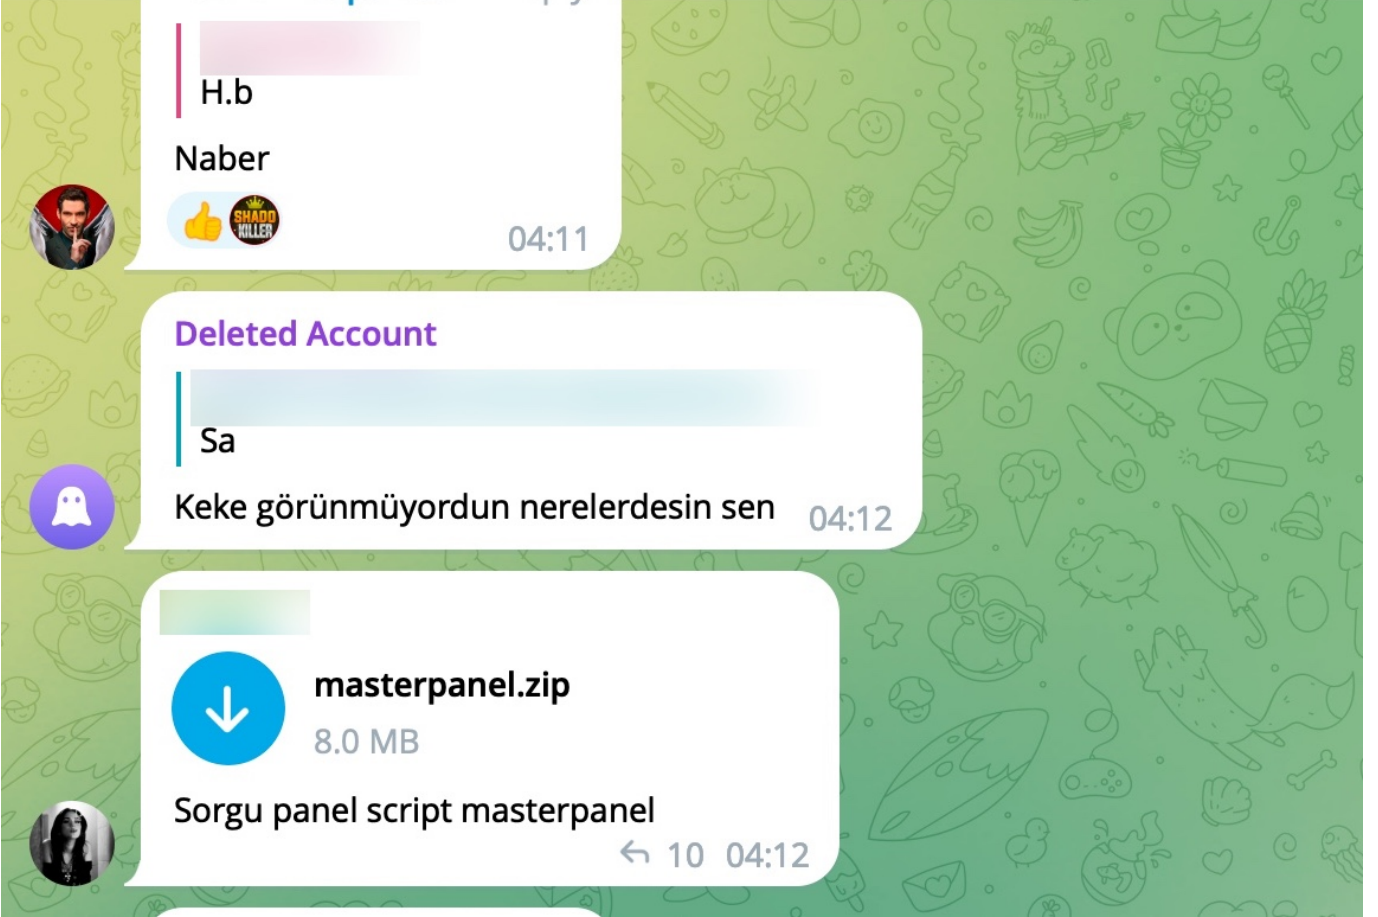 H.b
Naber
SHADO
KILLER
04:11
Deleted Account
Sa
Keke görünmüyordun nerelerdesin sen
04:12
masterpanel.zip
8.0 MB
Sorgu panel script masterpanel
10 04:12